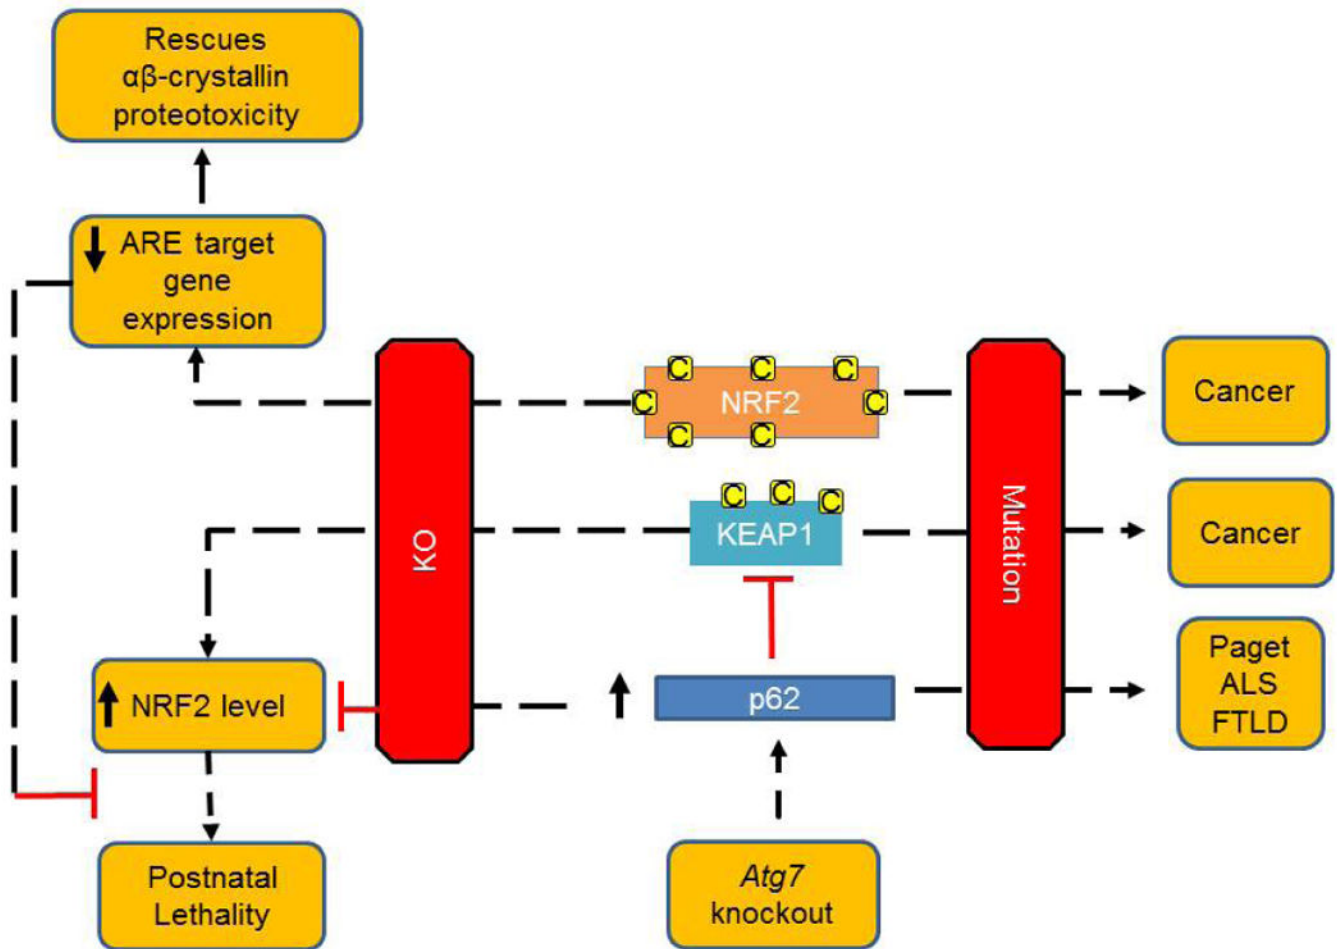 Rescues
αβ-crystallin
proteotoxicity
ARE target
gene
expression
C C C
C NRF2 C
C C
Cancer
C C C
KEAP1
Cancer
KO
Mutation
NRF2 level
p62
Paget
ALS
FTLD
Postnatal
Lethality
Atg7
knockout